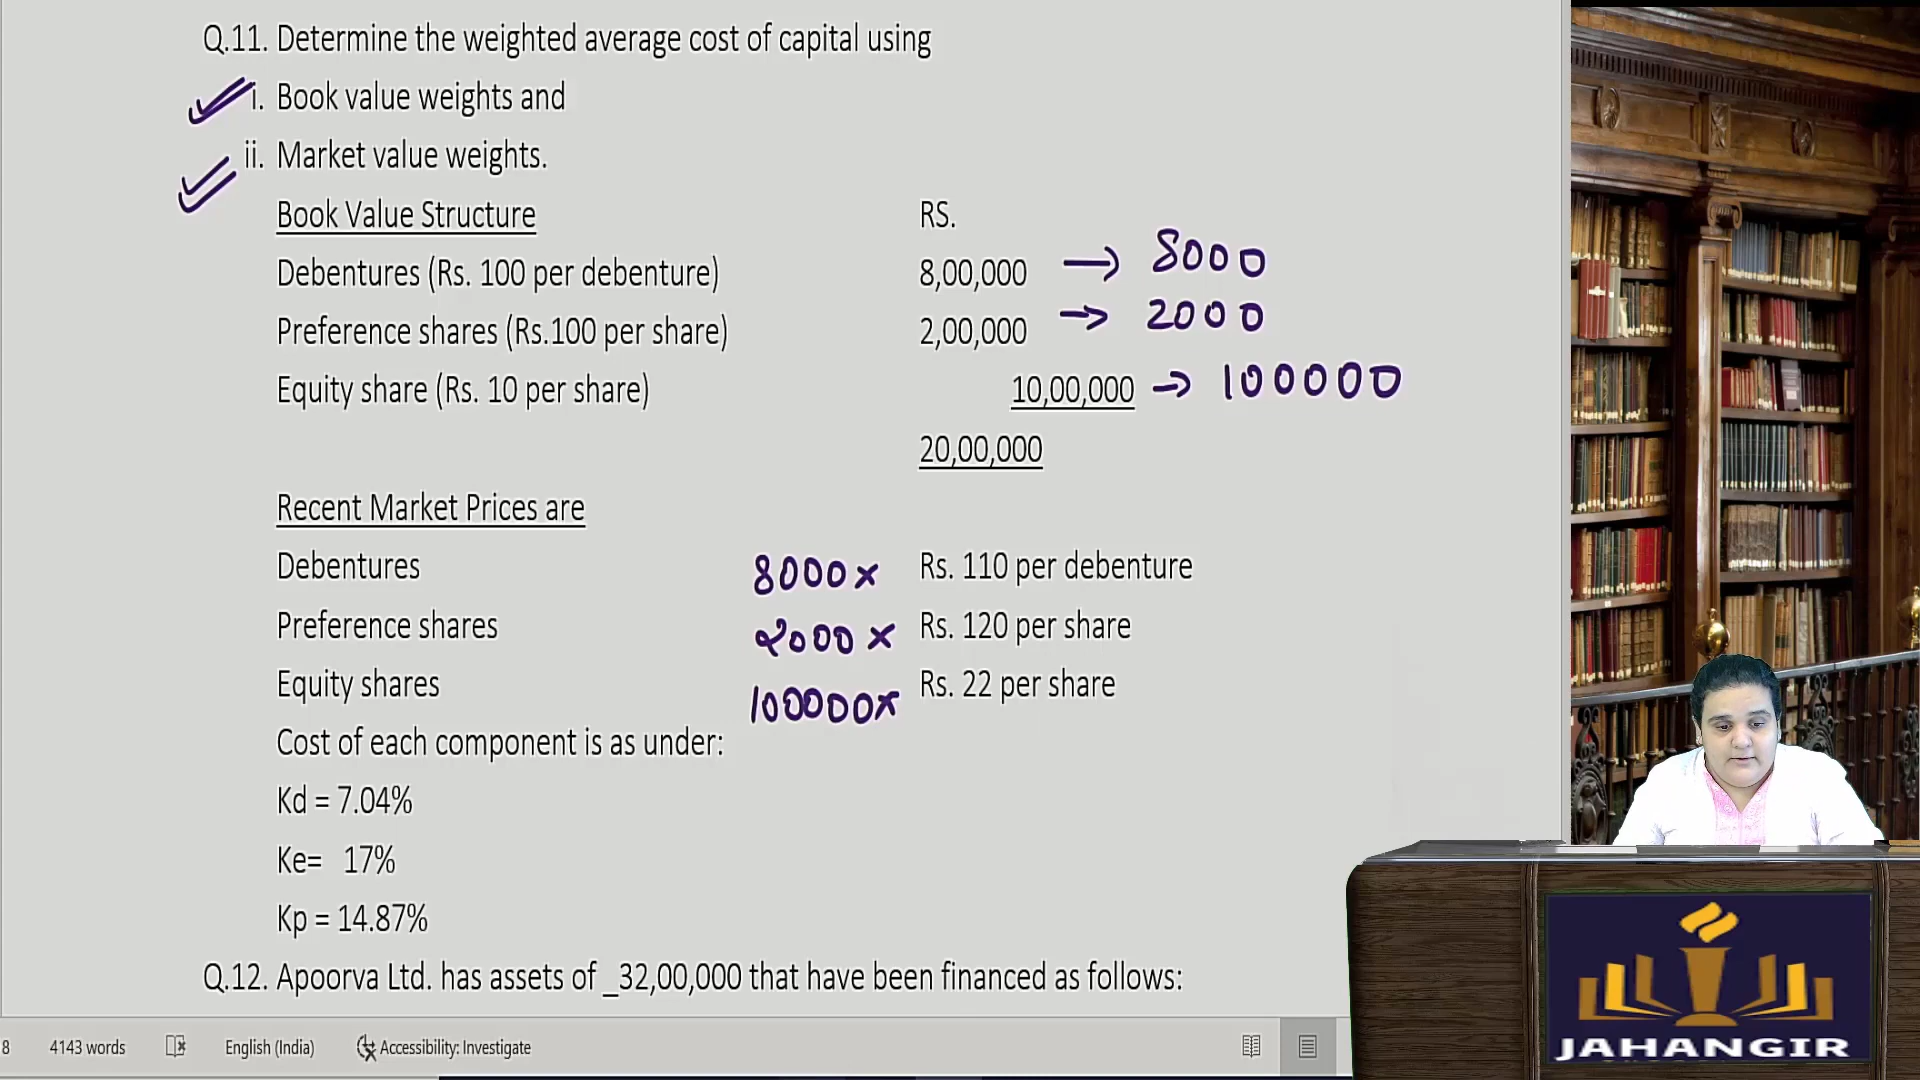 Q.11. Determine the weighted average cost of capital using
i. Book value weights and
ii. Market value weights.
Book Value Structure RS.
Debentures (Rs. 100 per debenture) 8,00,000 → 8000
Preference shares (Rs.100 per share) 2,00,000 → 2000
Equity share (Rs. 10 per share) 10,00,000 → 100000
20,00,000
Recent Market Prices are
Debentures 8000 × Rs. 110 per debenture
Preference shares 2000 × Rs. 120 per share
Equity shares 100000 × Rs. 22 per share
Cost of each component is as under:
Kd = 7.04%
Ke= 17%
Kp = 14.87%
Q.12. Apoorva Ltd. has assets of _32,00,000 that have been financed as follows:
8 4143 words English (India) Accessibility: Investigate
JAHANGIR